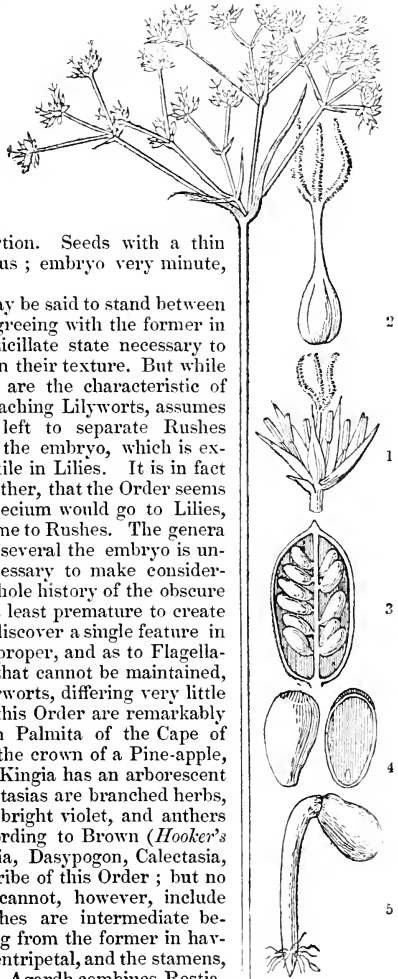 tion. Seeds with a thin
us ; embryo very minute,
ay be said to stand between
greeing with the former in
icillate state necessary to
n their texture. But while
are the characteristic of
aching Lilyworts, assumes
left to separate Rushes
the embryo, which is ex-
tile in Lilies. It is in fact
ther, that the Order seems
ecium would go to Lilies,
me to Rushes. The genera
several the embryo is un-
essary to make consider-
hole history of the obscure
least premature to create
discover a single feature in
proper, and as to Flagella-
that cannot be maintained,
worts, differing very little
this Order are remarkably
n Palmita of the Cape of
the crown of a Pine-apple,
Kingia has an arborescent
tasias are branched herbs,
bright violet, and anthers
ording to Brown (Hooker's
ia, Dasypogon, Calectasia,
ribe of this Order ; but no
cannot, however, include
hes are intermediate be-
g from the former in hav-
entripetal, and the stamens,
Agardh combines Restia-
2
1
3
4
5